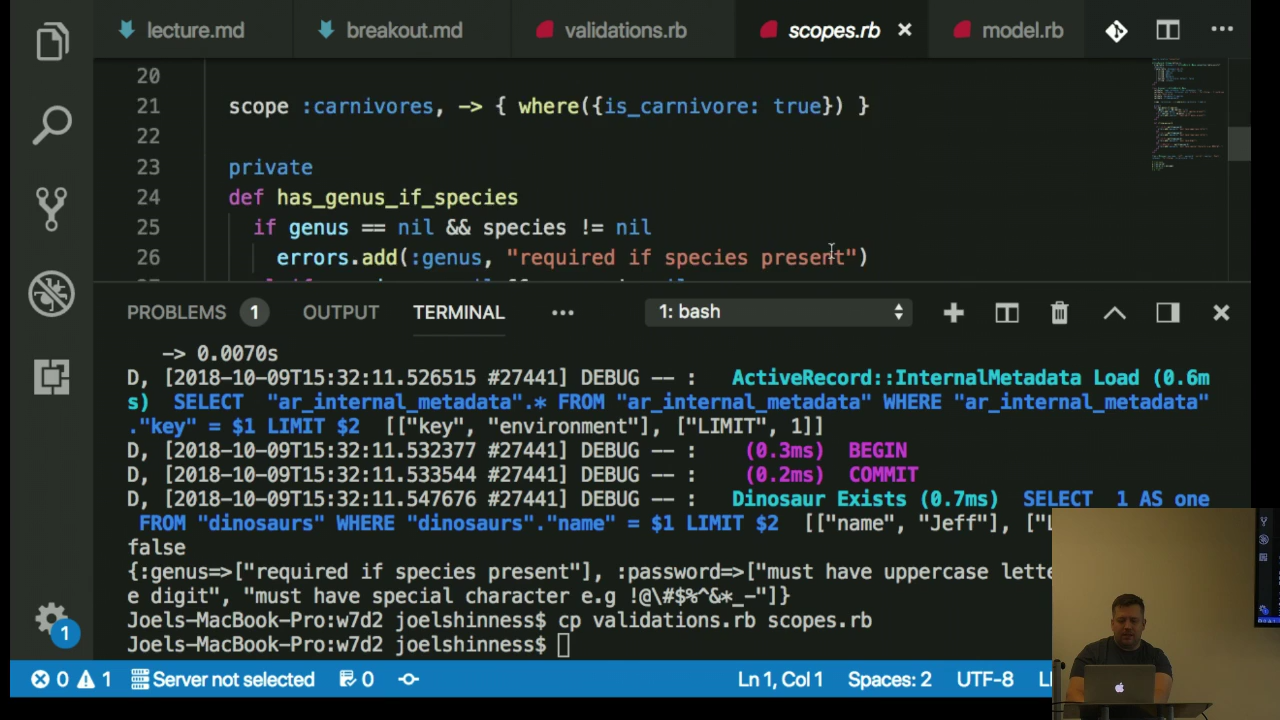 lecture.md breakout.md validations.rb scopes.rb model.rb
20
21 scope :carnivores, -> { where({is_carnivore: true}) }
22
23 private
24 def has_genus_if_species
25 if genus == nil && species != nil
26 errors.add(:genus, "required if species present")
PROBLEMS 1 OUTPUT TERMINAL 1: bash
-> 0.0070s
D, [2018-10-09T15:32:11.526515 #27441] DEBUG -- : ActiveRecord::InternalMetadata Load (0.6m
s) SELECT "ar_internal_metadata".* FROM "ar_internal_metadata" WHERE "ar_internal_metadata"
."key" = $1 LIMIT $2 [["key", "environment"], ["LIMIT", 1]]
D, [2018-10-09T15:32:11.532377 #27441] DEBUG -- : (0.3ms) BEGIN
D, [2018-10-09T15:32:11.533544 #27441] DEBUG -- : (0.2ms) COMMIT
D, [2018-10-09T15:32:11.547676 #27441] DEBUG -- : Dinosaur Exists (0.7ms) SELECT 1 AS one
FROM "dinosaurs" WHERE "dinosaurs"."name" = $1 LIMIT $2 [["name", "Jeff"], ["L
false
{:genus=>["required if species present"], :password=>["must have uppercase lette
e digit", "must have special character e.g !@\#$%^&*_-"]}
Joels-MacBook-Pro:w7d2 joelshinness$ cp validations.rb scopes.rb
Joels-MacBook-Pro:w7d2 joelshinness$
0 1 Server not selected 0 Ln 1, Col 1 Spaces: 2 UTF-8
1